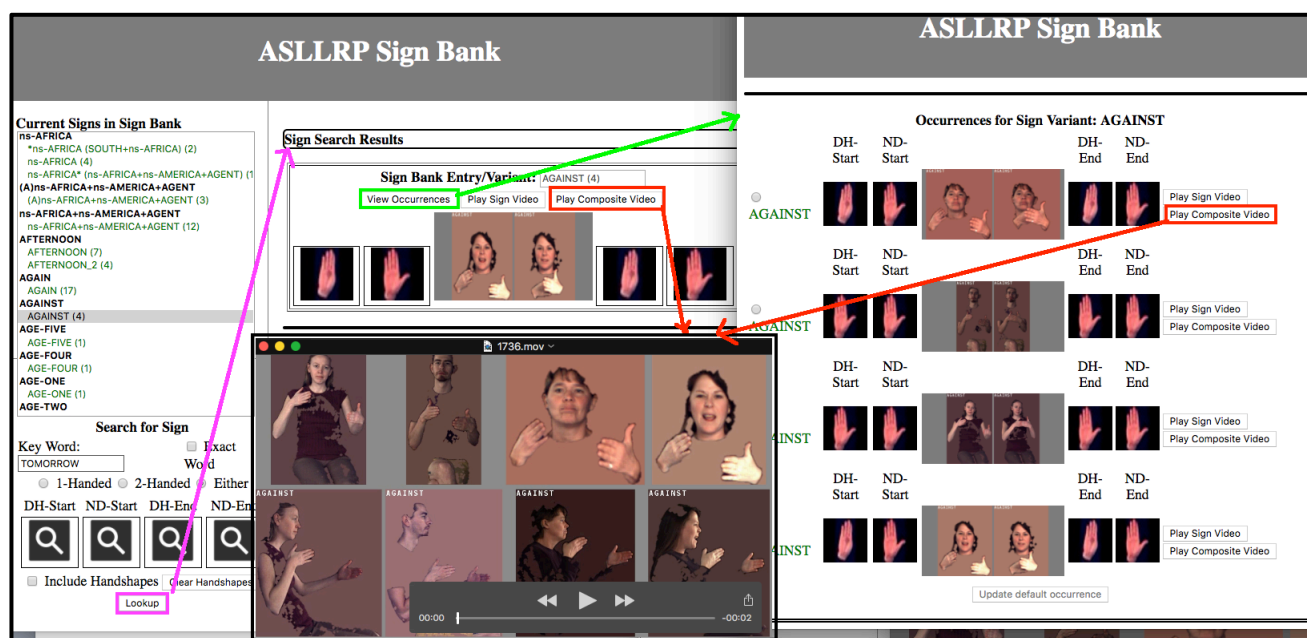 ASLLRP Sign Bank
Current Signs in Sign Bank
ns-AFRICA
*ns-AFRICA (SOUTH+ns-AFRICA) (2)
ns-AFRICA (4)
ns-AFRICA* (ns-AFRICA+ns-AMERICA+AGENT) (1
(A)ns-AFRICA+ns-AMERICA+AGENT
(A)ns-AFRICA+ns-AMERICA+AGENT (3)
ns-AFRICA+ns-AMERICA+AGENT
ns-AFRICA+ns-AMERICA+AGENT (12)
AFTERNOON
AFTERNOON (7)
AFTERNOON_2 (4)
AGAIN
AGAIN (17)
AGAINST
AGAINST (4)
AGE-FIVE
AGE-FIVE (1)
AGE-FOUR
AGE-FOUR (1)
AGE-ONE
AGE-ONE (1)
AGE-TWO
Search for Sign
Key Word: Exact
TOMORROW Word
1-Handed 2-Handed Either
DH-Start ND-Start DH-End ND-End
Include Handshapes Clear Handshapes
Lookup
Sign Search Results
Sign Bank Entry/Variant: AGAINST (4)
View Occurrences Play Sign Video Play Composite Video
AGAINST AGAINST
1736.mov
AGAINST AGAINST AGAINST AGAINST
00:00 -00:02
ASLLRP Sign Bank
Occurrences for Sign Variant: AGAINST
DH-Start ND-Start DH-End ND-End
AGAINST
Play Sign Video
Play Composite Video
DH-Start ND-Start DH-End ND-End
AGAINST
Play Sign Video
Play Composite Video
DH-Start ND-Start DH-End ND-End
AINST
Play Sign Video
Play Composite Video
DH-Start ND-Start DH-End ND-End
AINST
Play Sign Video
Play Composite Video
Update default occurrence